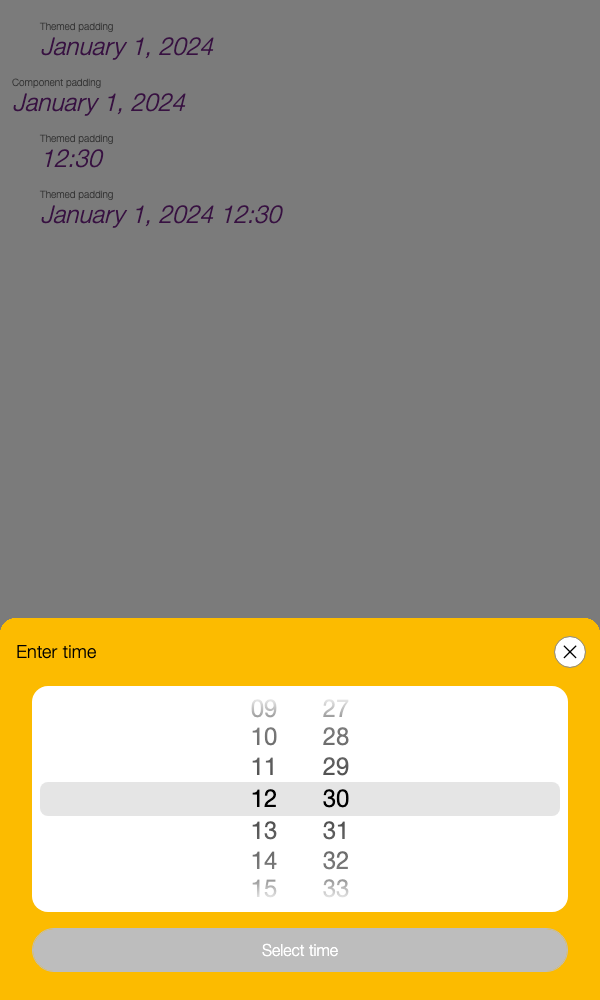 Themed padding
January 1, 2024
Component padding
January 1, 2024
Themed padding
12:30
Themed padding
January 1, 2024 12:30
Enter time
09 27
10 28
11 29
12 30
13 31
14 32
15 33
Select time